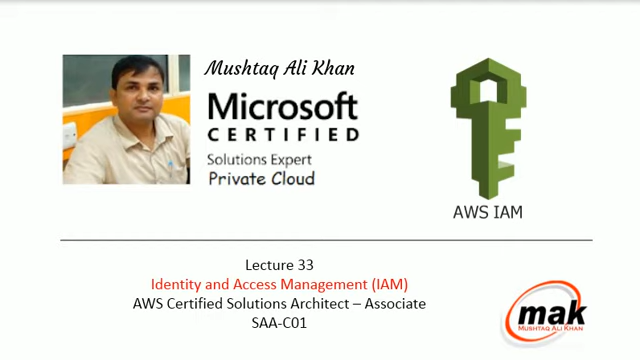 Mushtaq Ali Khan
Microsoft
CERTIFIED
Solutions Expert
Private Cloud
AWS IAM
Lecture 33
Identity and Access Management (IAM)
AWS Certified Solutions Architect – Associate
SAA-C01
mak
MUSHTAQ ALI KHAN